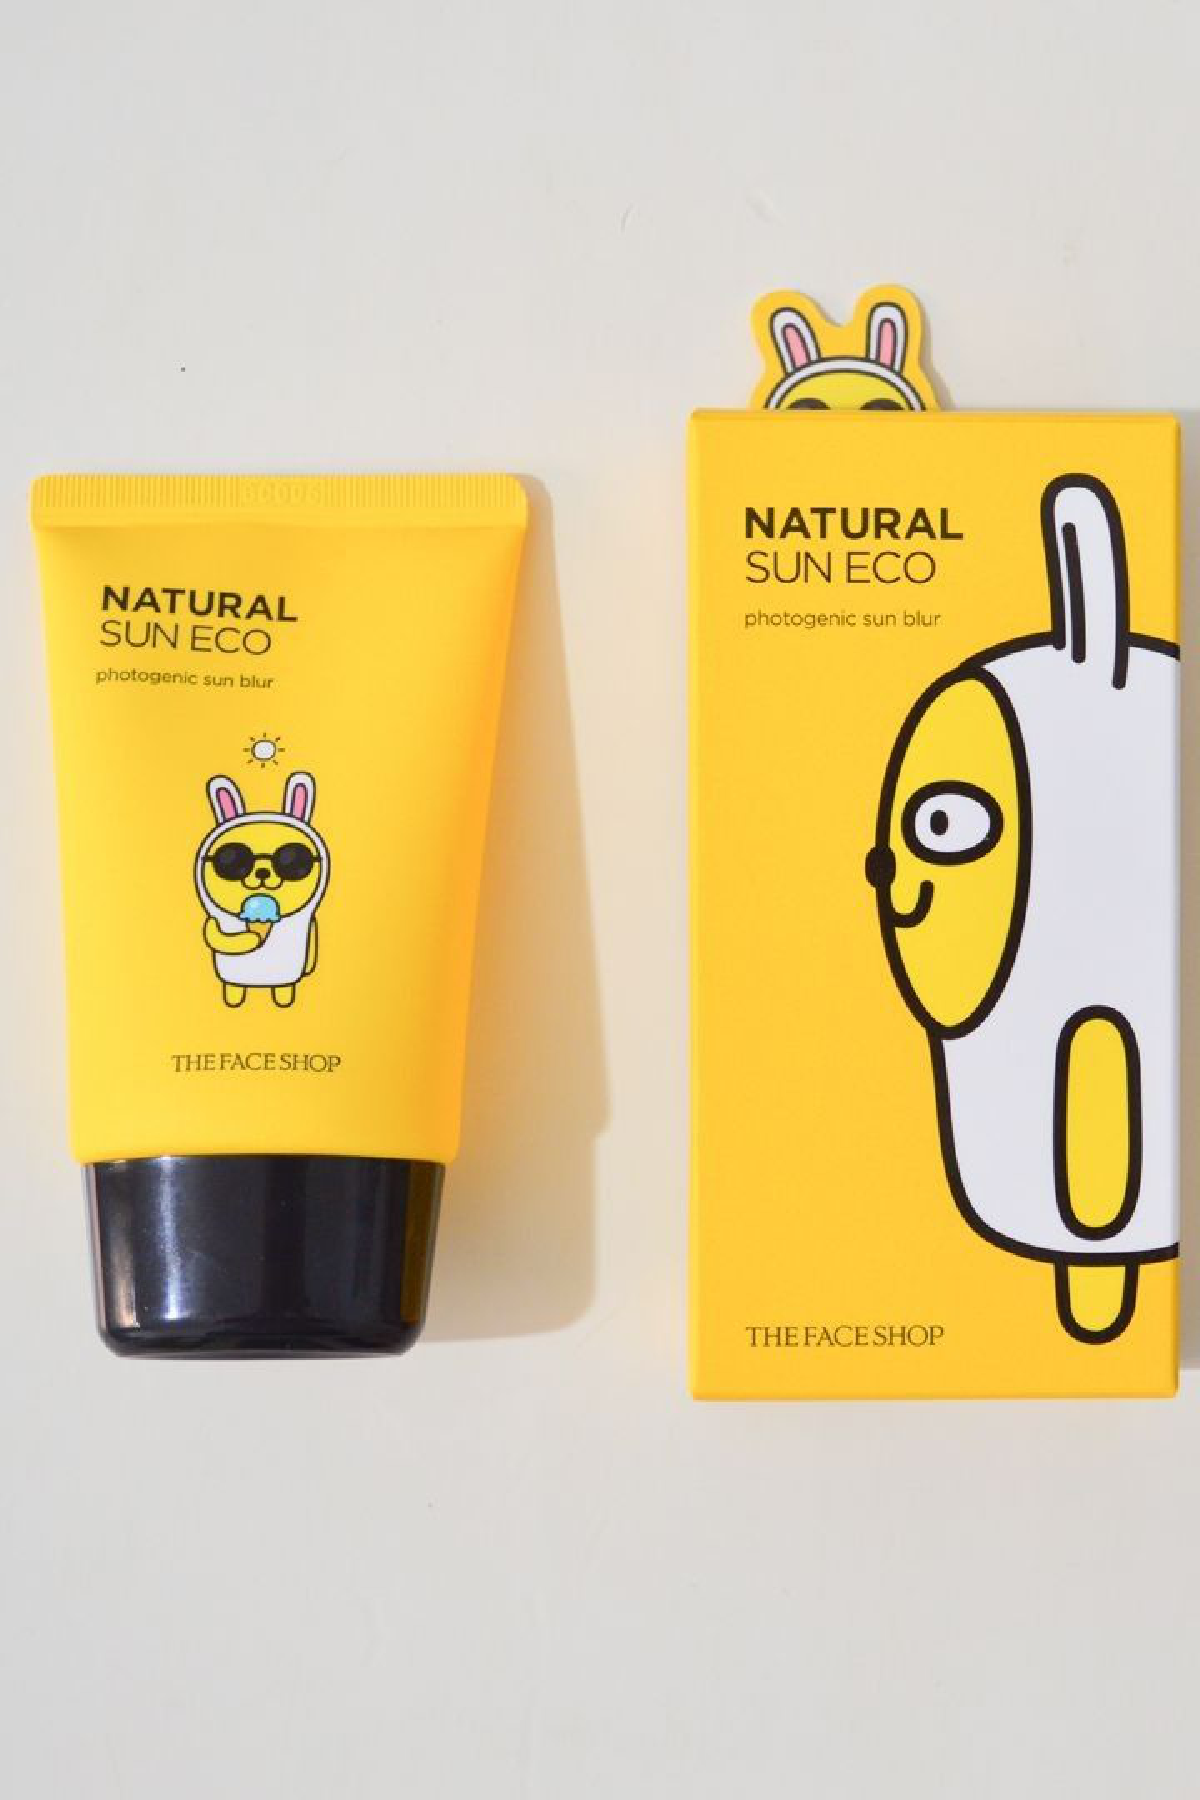 NATURAL
SUN ECO
photogenic sun blur
THE FACE SHOP
NATURAL
SUN ECO
photogenic sun blur
THE FACE SHOP